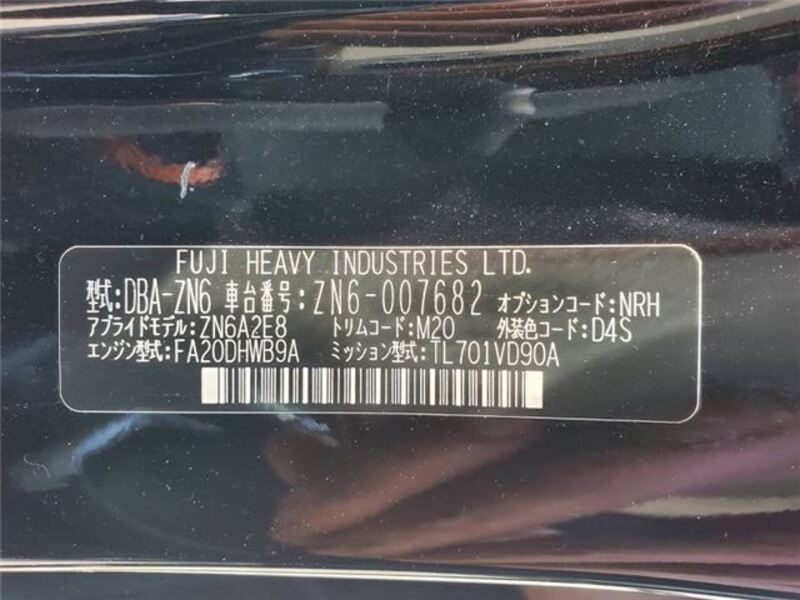 FUJI HEAVY INDUSTRIES LTD.
型式:DBA-ZN6 車台番号:ZN6-007682 オプションコード:NRH
アプライドモデル:ZN6A2E8 トリムコード:M20 外装色コード:D4S
エンジン型式:FA20DHWB9A ミッション型式:TL701VD90A